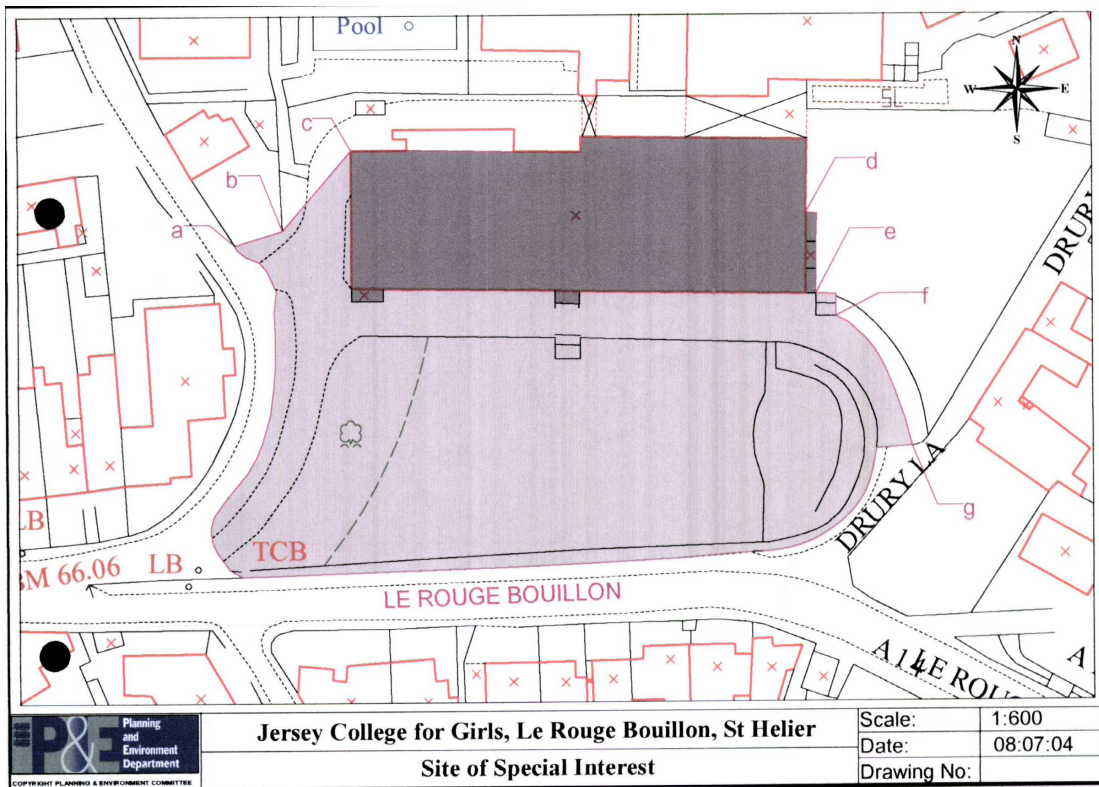 Pool
N
W E
S
c
b
d
a
e
f
DRURY
DRURY LA
g
LB
TCB
BM 66.06 LB
LE ROUGE BOUILLON
A14
LE ROU
A
P&E
Planning
and
Environment
Department
COPYRIGHT PLANNING & ENVIRONMENT COMMITTEE
Jersey College for Girls, Le Rouge Bouillon, St Helier
Site of Special Interest
Scale: 1:600
Date: 08:07:04
Drawing No: